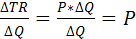 ΔTR/ΔQ = P*ΔQ/ΔQ = P